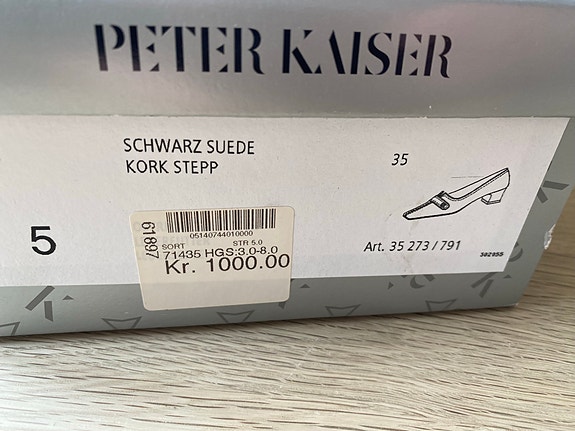 PETER KAISER
SCHWARZ SUEDE
KORK STEPP
35
5
61897
05140744010000
SORT STR 5.0
71435 HGS:3.0-8.0
Kr. 1000.00
Art. 35 273 / 791
502955